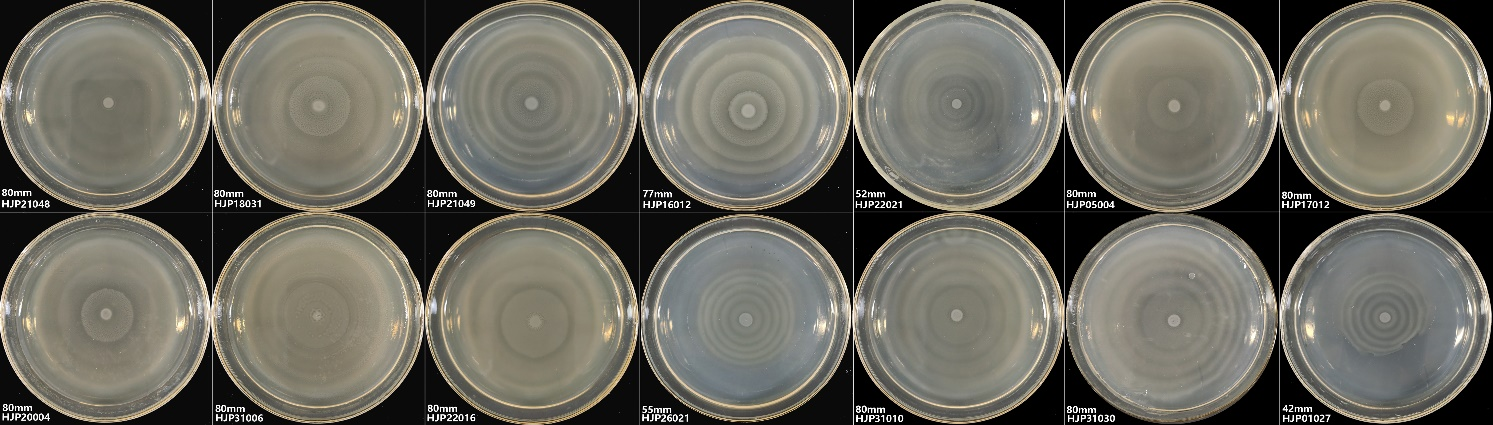 80mm
HJP21048
80mm
HJP18031
80mm
HJP21049
77mm
HJP16012
52mm
HJP22021
80mm
HJP05004
80mm
HJP17012
80mm
HJP20004
80mm
HJP31006
80mm
HJP22016
55mm
HJP26021
80mm
HJP31010
80mm
HJP31030
42mm
HJP01027